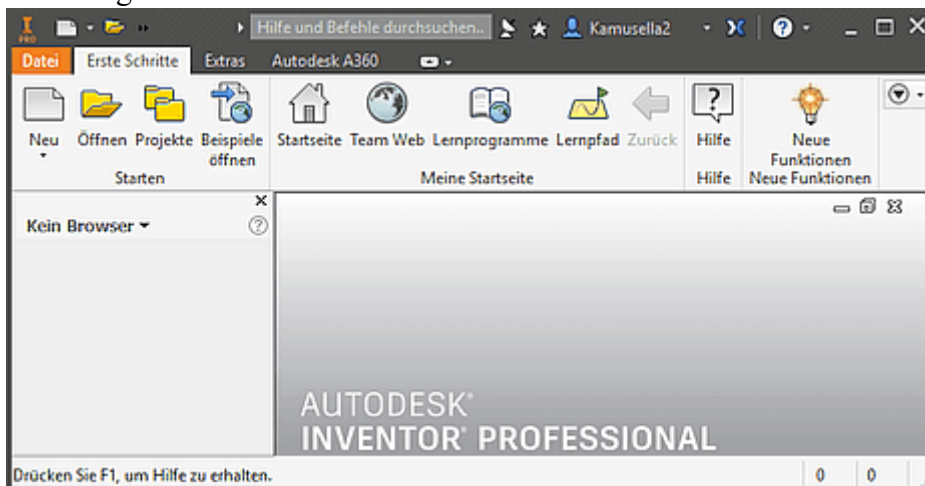 PRO
Hilfe und Befehle durchsuchen..
Kamusella2
Datei Erste Schritte Extras Autodesk A360
Neu Öffnen Projekte Beispiele öffnen Startseite Team Web Lernprogramme Lernpfad Zurück Hilfe Neue Funktionen
Starten Meine Startseite Hilfe Neue Funktionen
Kein Browser
AUTODESK®
INVENTOR® PROFESSIONAL
Drücken Sie F1, um Hilfe zu erhalten. 0 0